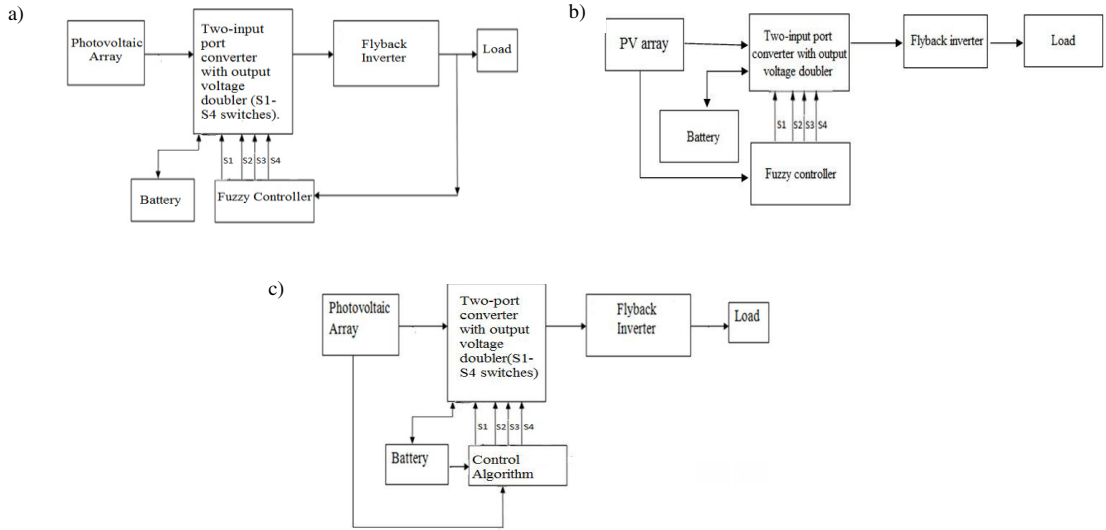 a)
Photovoltaic
Array
Two-input
port
converter
with output
voltage
doubler (S1-
S4 switches).
Flyback
Inverter
Load
S1
S2
S3
S4
Battery
Fuzzy Controller
b)
PV array
Two-input port
converter with output
voltage doubler
Flyback inverter
Load
S1
S2
S3
S4
Battery
Fuzzy controller
c)
Photovoltaic
Array
Two-port
converter
with output
voltage
doubler(S1-
S4 switches)
Flyback
Inverter
Load
S1
S2
S3
S4
Battery
Control
Algorithm